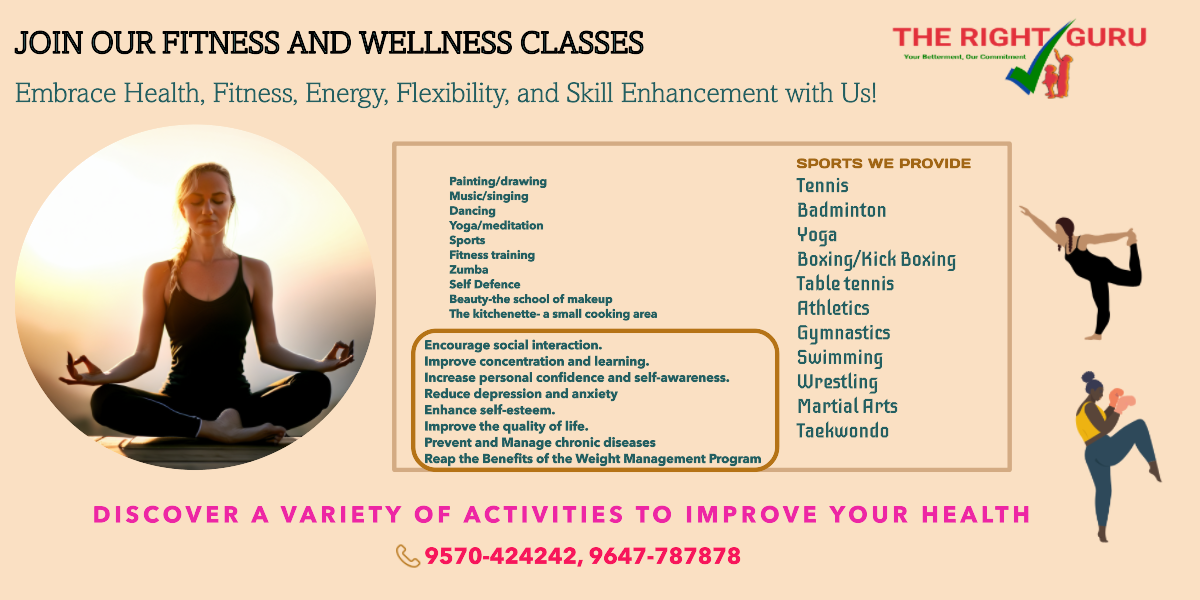 JOIN OUR FITNESS AND WELLNESS CLASSES
THE RIGHT GURU
Your Betterment, Our Commitment
Embrace Health, Fitness, Energy, Flexibility, and Skill Enhancement with Us!
Painting/drawing
Music/singing
Dancing
Yoga/meditation
Sports
Fitness training
Zumba
Self Defence
Beauty-the school of makeup
The kitchenette- a small cooking area
Encourage social interaction.
Improve concentration and learning.
Increase personal confidence and self-awareness.
Reduce depression and anxiety
Enhance self-esteem.
Improve the quality of life.
Prevent and Manage chronic diseases
Reap the Benefits of the Weight Management Program
SPORTS WE PROVIDE
Tennis
Badminton
Yoga
Boxing/Kick Boxing
Table tennis
Athletics
Gymnastics
Swimming
Wrestling
Martial Arts
Taekwondo
DISCOVER A VARIETY OF ACTIVITIES TO IMPROVE YOUR HEALTH
9570-424242, 9647-787878